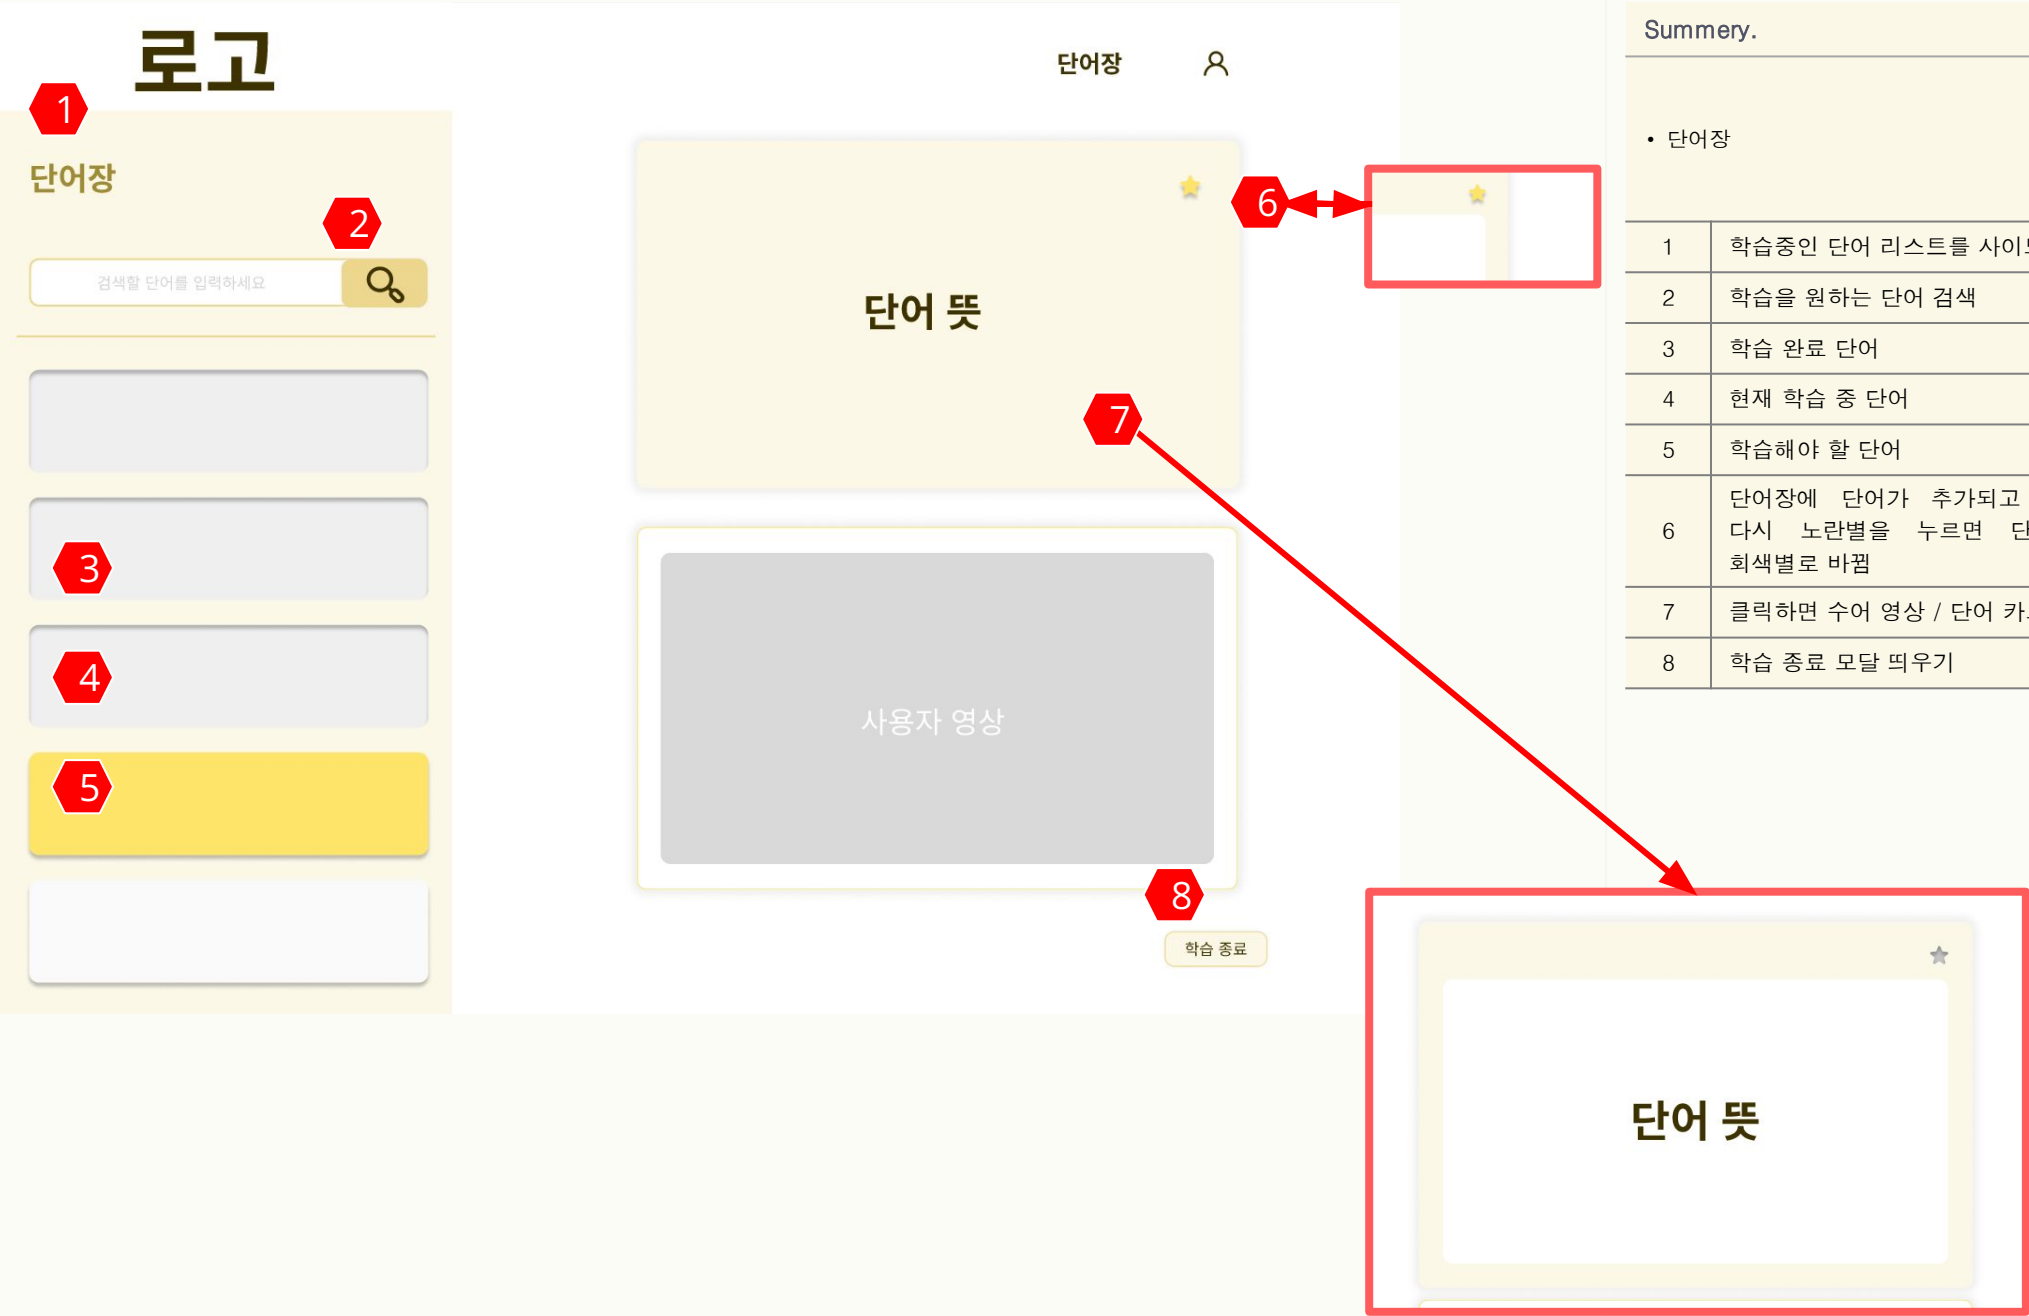 로고
단어장
1
단어장
2
검색할 단어를 입력하세요
3
4
5
단어 뜻
6
7
사용자 영상
8
학습 종료
단어 뜻
Summery.
• 단어장
1 학습중인 단어 리스트를
2 학습을 원하는 단어 검색
3 학습 완료 단어
4 현재 학습 중 단어
5 학습해야 할 단어
6 단어장에 단어가 추가되고
다시 노란별을 누르면
회색별로 바뀜
7 클릭하면 수어 영상 / 단어
8 학습 종료 모달 띄우기